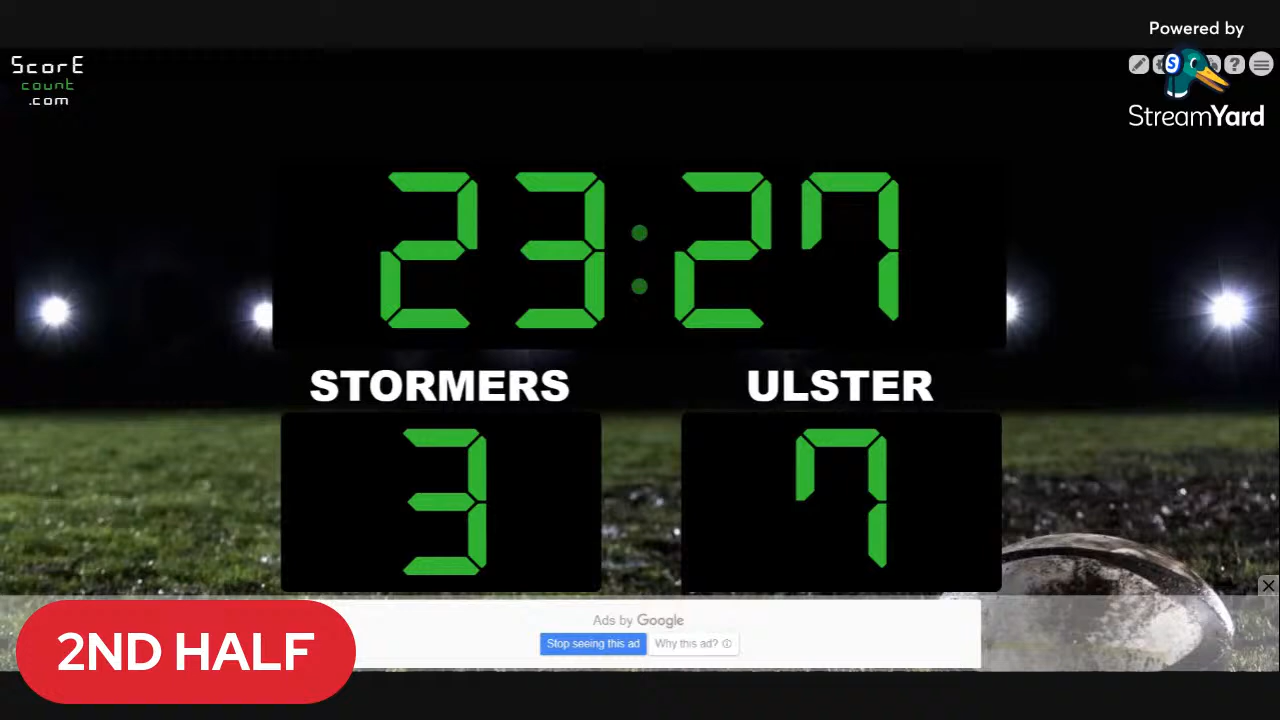 Powered by
ScorE
count
.com
S
?
StreamYard
23:27
STORMERS ULSTER
3 7
Ads by Google
Stop seeing this ad Why this ad?
2ND HALF